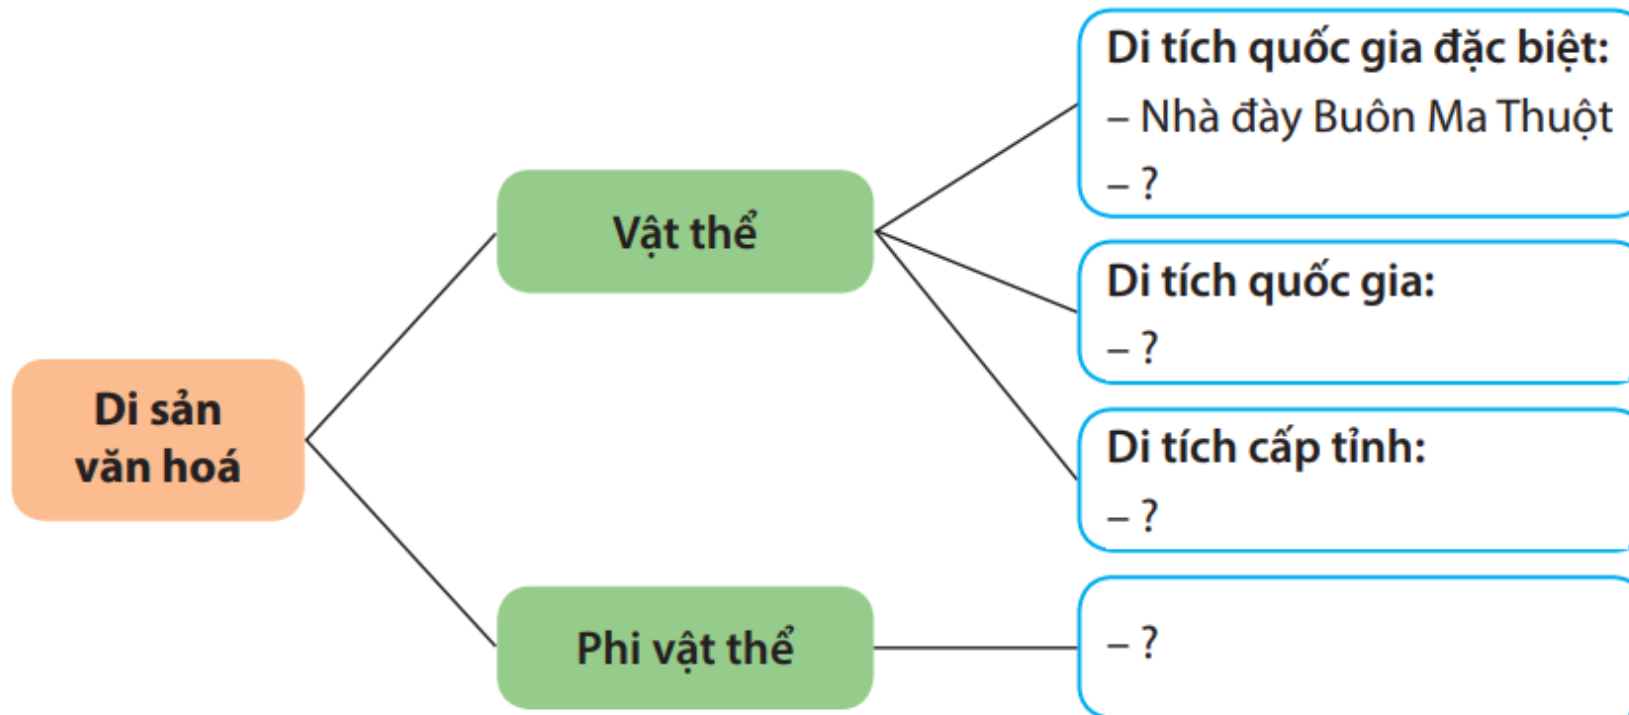 Di tích quốc gia đặc biệt:
– Nhà đày Buôn Ma Thuột
– ?
Vật thể
Di tích quốc gia:
– ?
Di sản
văn hoá
Di tích cấp tỉnh:
– ?
Phi vật thể
– ?